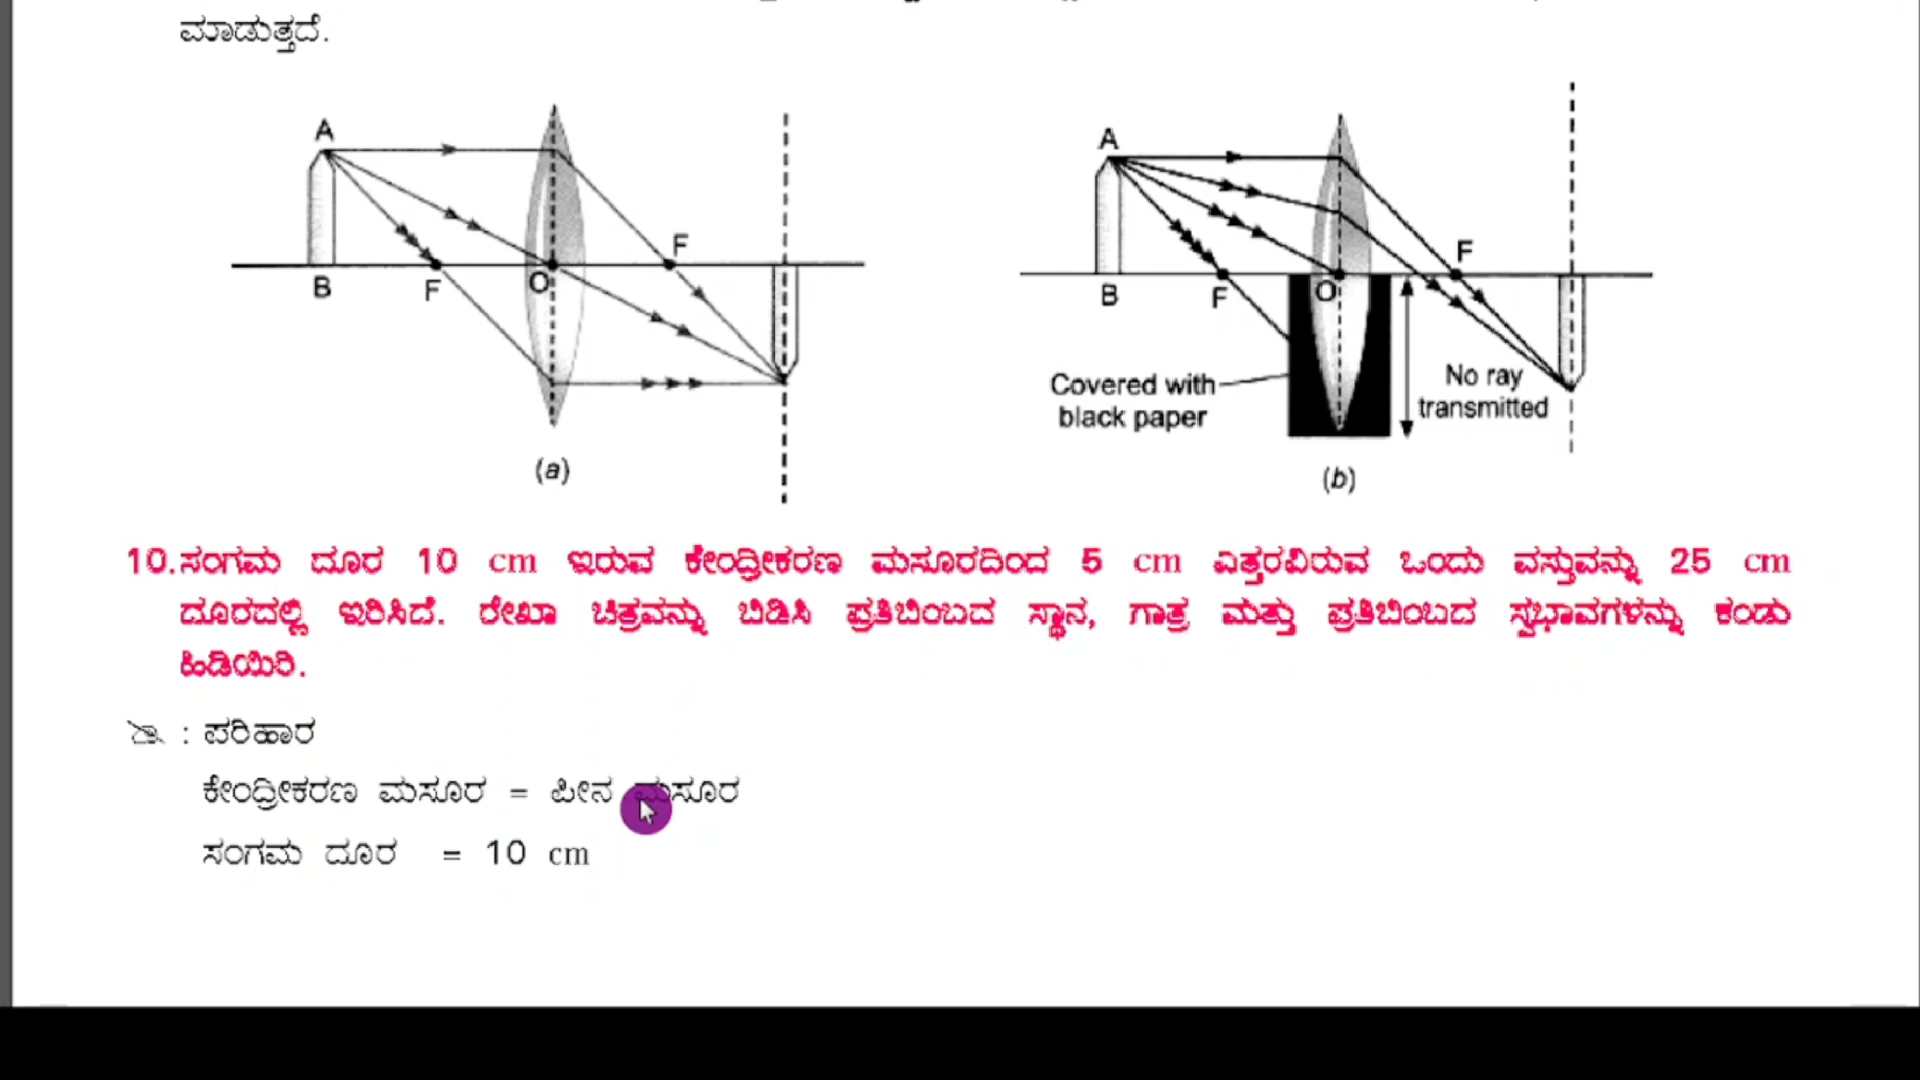 ಮಾಡುತ್ತದೆ.
A
F
B
F
O
(a)
A
F
B
F
O
Covered with
black paper
No ray
transmitted
(b)
10. ಸಂಗಮ ದೂರ 10 cm ಇರುವ ಕೇಂದ್ರೀಕರಣ ಮಸೂರದಿಂದ 5 cm ಎತ್ತರವಿರುವ ಒಂದು ವಸ್ತುವನ್ನು 25 cm
ದೂರದಲ್ಲಿ ಇರಿಸಿದೆ. ರೇಖಾ ಚಿತ್ರವನ್ನು ಬಿಡಿಸಿ ಪ್ರತಿಬಿಂಬದ ಸ್ಥಾನ, ಗಾತ್ರ ಮತ್ತು ಪ್ರತಿಬಿಂಬದ ಸ್ವಭಾವಗಳನ್ನು ಕಂಡು
ಹಿಡಿಯಿರಿ.
: ಪರಿಹಾರ
ಕೇಂದ್ರೀಕರಣ ಮಸೂರ = ಪೀನ ಮಸೂರ
ಸಂಗಮ ದೂರ = 10 cm